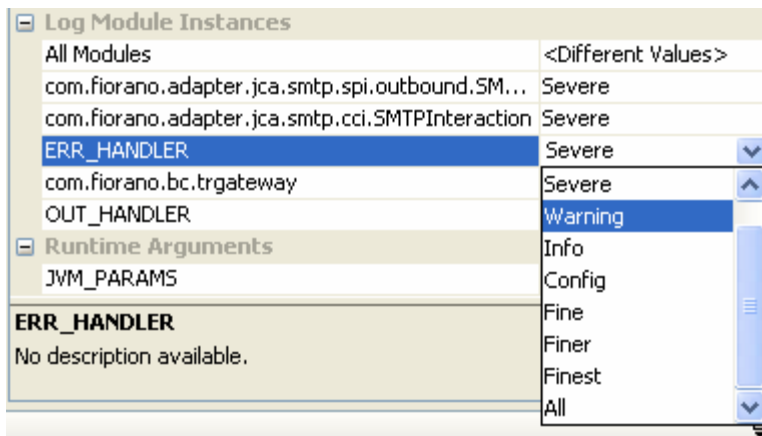 Log Module Instances
All Modules <Different Values>
com.fiorano.adapter.jca.smtp.spi.outbound.SM... Severe
com.fiorano.adapter.jca.smtp.cci.SMTPInteraction Severe
ERR_HANDLER Severe
com.fiorano.bc.trgateway Severe
OUT_HANDLER Warning
Runtime Arguments Info
JVM_PARAMS Config
ERR_HANDLER Fine
No description available. Finer
Finest
All